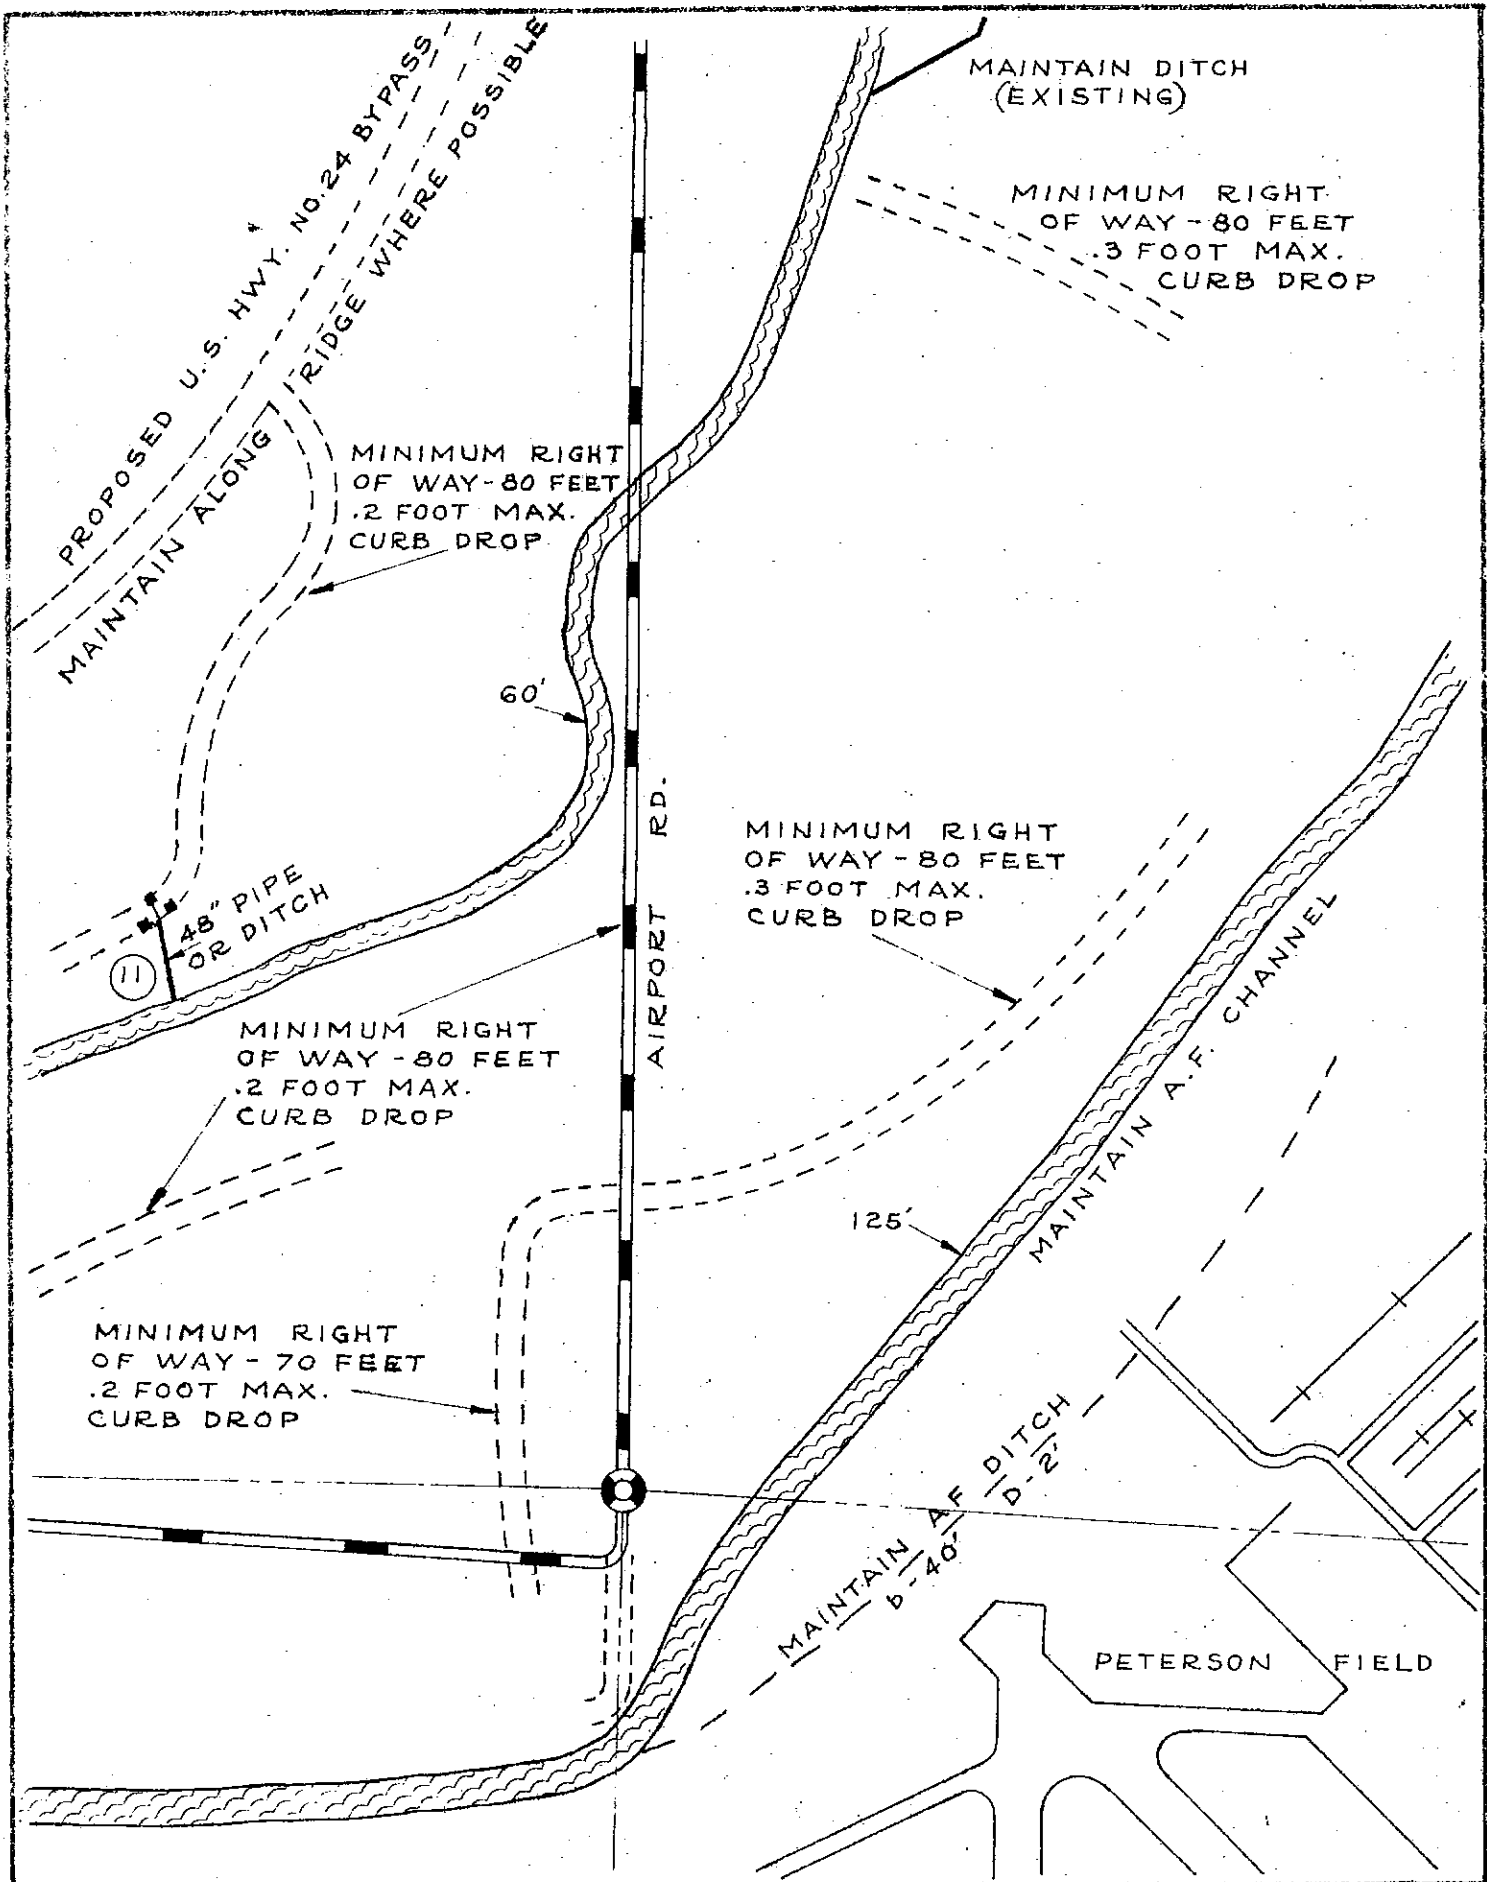 MAINTAIN DITCH
(EXISTING)
PROPOSED U.S. HWY. NO. 24 BYPASS
MAINTAIN ALONG RIDGE WHERE POSSIBLE
MINIMUM RIGHT
OF WAY - 80 FEET
.3 FOOT MAX.
CURB DROP
MINIMUM RIGHT
OF WAY - 80 FEET
.2 FOOT MAX.
CURB DROP
60'
AIRPORT RD.
MINIMUM RIGHT
OF WAY - 80 FEET
.3 FOOT MAX.
CURB DROP
48" PIPE
OR DITCH
11
MINIMUM RIGHT
OF WAY - 80 FEET
.2 FOOT MAX.
CURB DROP
MAINTAIN A.F. CHANNEL
125'
MINIMUM RIGHT
OF WAY - 70 FEET
.2 FOOT MAX.
CURB DROP
MAINTAIN A.F DITCH
b - 40' D - 2'
PETERSON FIELD